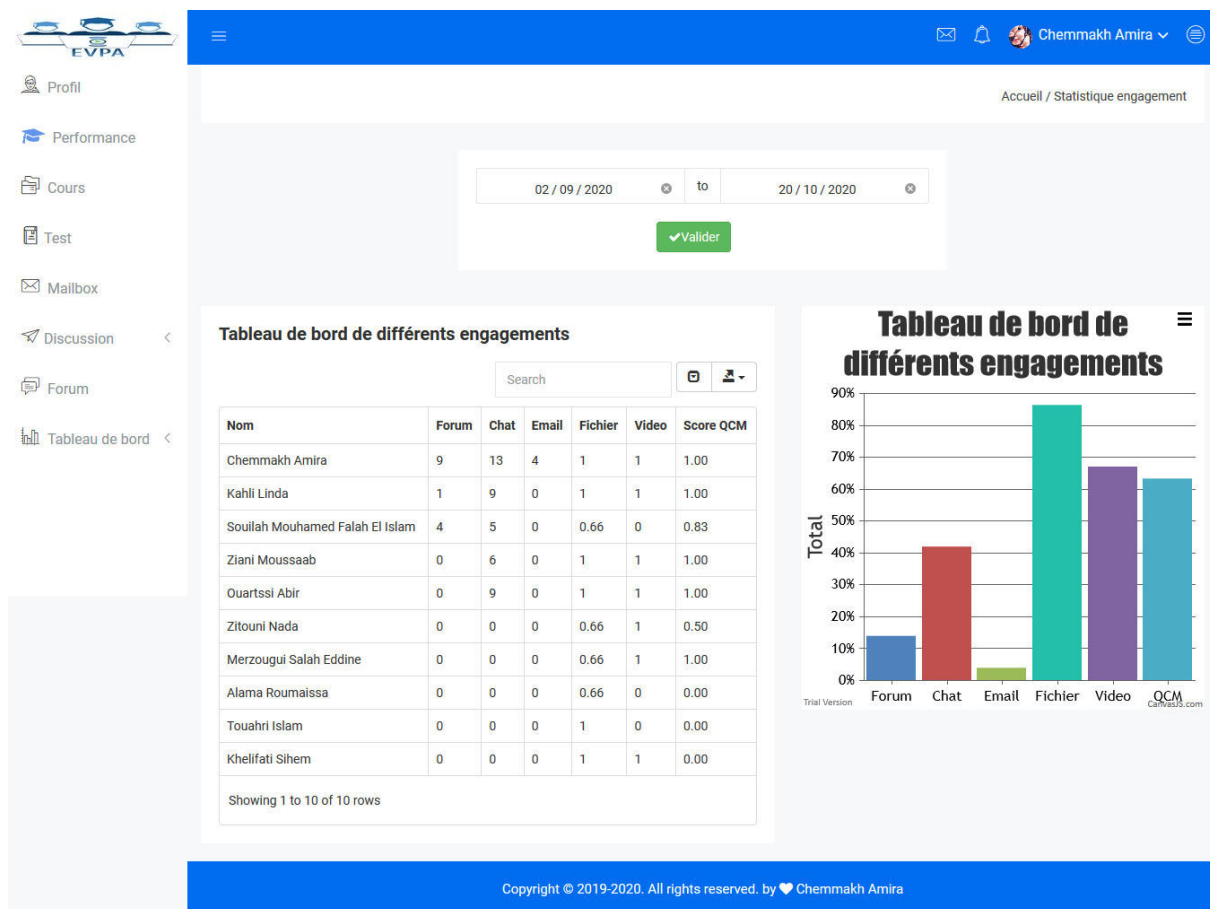 EVPA
Chemmakh Amira
Profil
Performance
Cours
Test
Mailbox
Discussion
Forum
Tableau de bord
Accueil / Statistique engagement
02 / 09 / 2020 to 20 / 10 / 2020
Valider
Tableau de bord de différents engagements
Search
Nom Forum Chat Email Fichier Video Score QCM
Chemmakh Amira 9 13 4 1 1 1.00
Kahli Linda 1 9 0 1 1 1.00
Souilah Mouhamed Falah El Islam 4 5 0 0.66 0 0.83
Ziani Moussaab 0 6 0 1 1 1.00
Ouartssi Abir 0 9 0 1 1 1.00
Zitouni Nada 0 0 0 0.66 1 0.50
Merzougui Salah Eddine 0 0 0 0.66 1 1.00
Alama Roumaissa 0 0 0 0.66 0 0.00
Touahri Islam 0 0 0 1 0 0.00
Khelifati Sihem 0 0 0 1 1 0.00
Showing 1 to 10 of 10 rows
Tableau de bord de
différents engagements
90%
80%
70%
60%
50%
40%
30%
20%
10%
0%
Total
Forum Chat Email Fichier Video QCM
Trial Version
CanvasJS.com
Copyright © 2019-2020. All rights reserved. by ❤ Chemmakh Amira